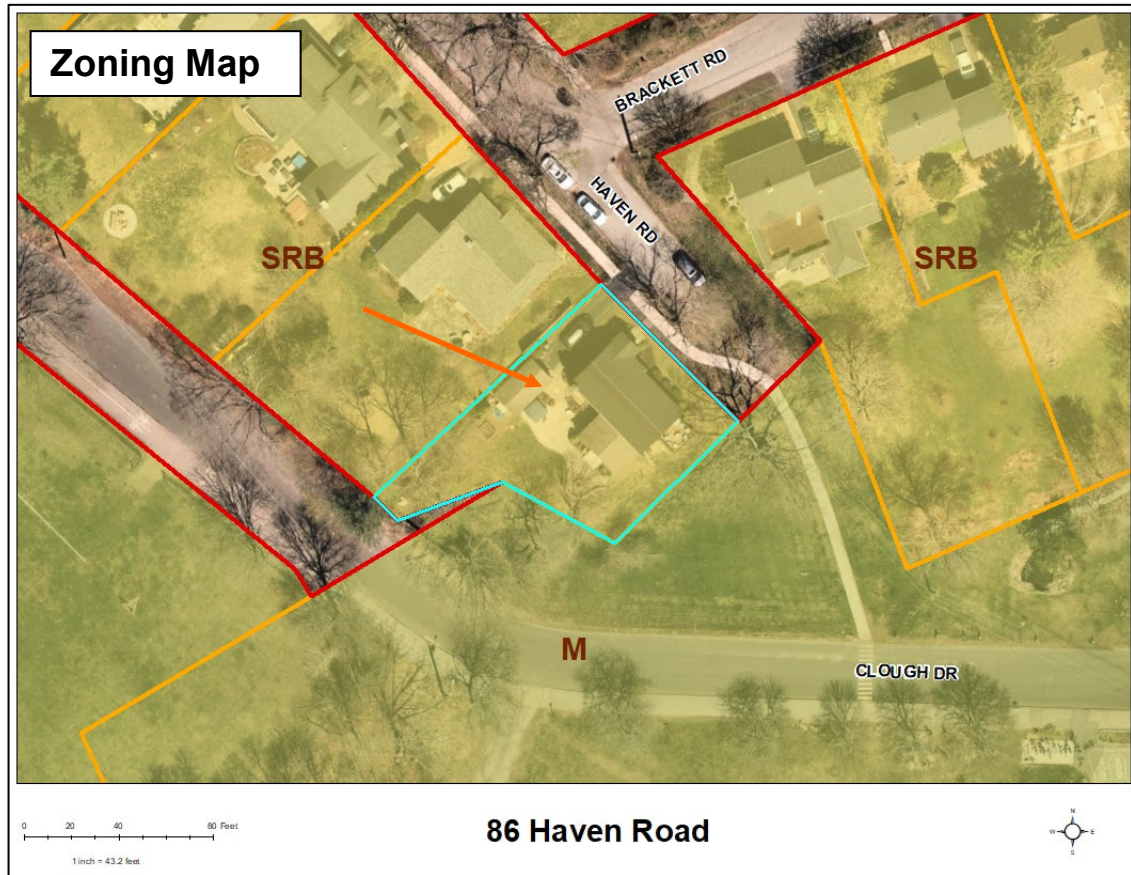 Zoning Map
BRACKETT RD
HAVEN RD
SRB
SRB
M
CLOUGH DR
0 20 40 80 Feet
1 inch = 43.2 feet
86 Haven Road
N
W E
S